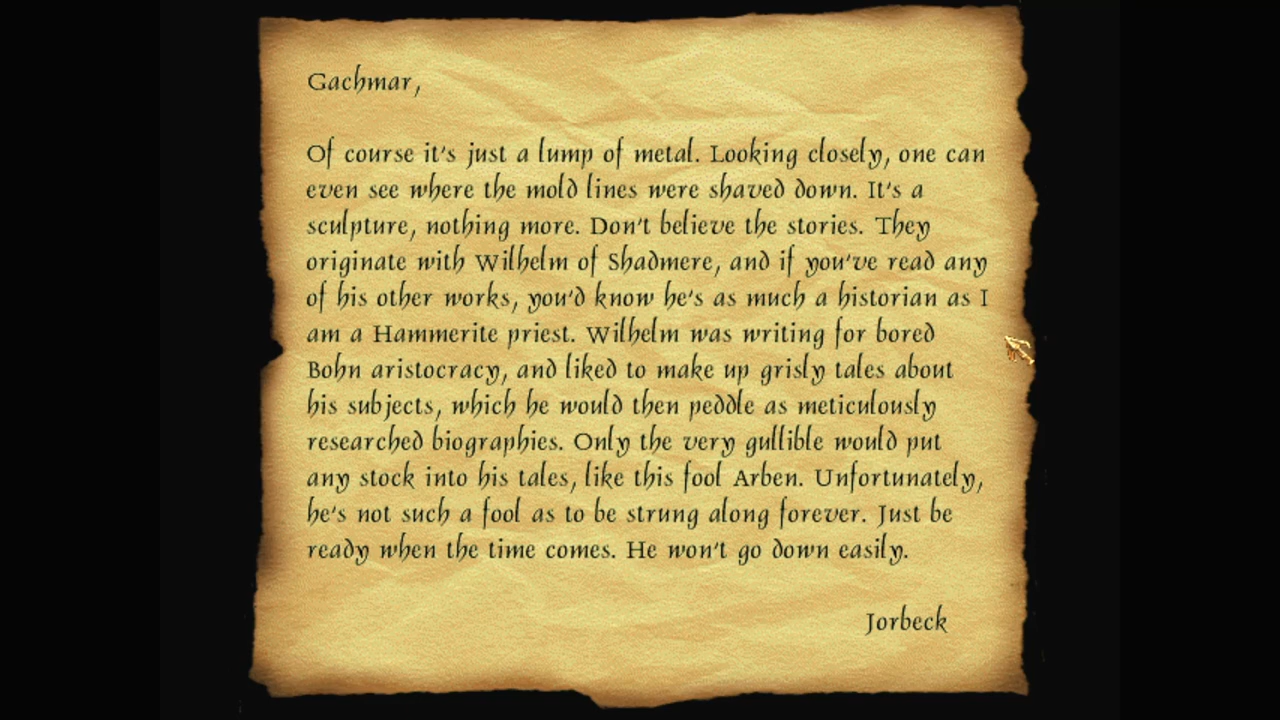 Gachmar,
Of course it's just a lump of metal. Looking closely, one can
even see where the mold lines were shaved down. It's a
sculpture, nothing more. Don't believe the stories. They
originate with Wilhelm of Shadmere, and if you've read any
of his other works, you'd know he's as much a historian as I
am a Hammerite priest. Wilhelm was writing for bored
Bohn aristocracy, and liked to make up grisly tales about
his subjects, which he would then peddle as meticulously
researched biographies. Only the very gullible would put
any stock into his tales, like this fool Arben. Unfortunately,
he's not such a fool as to be strung along forever. Just be
ready when the time comes. He won't go down easily.
Jorbeck